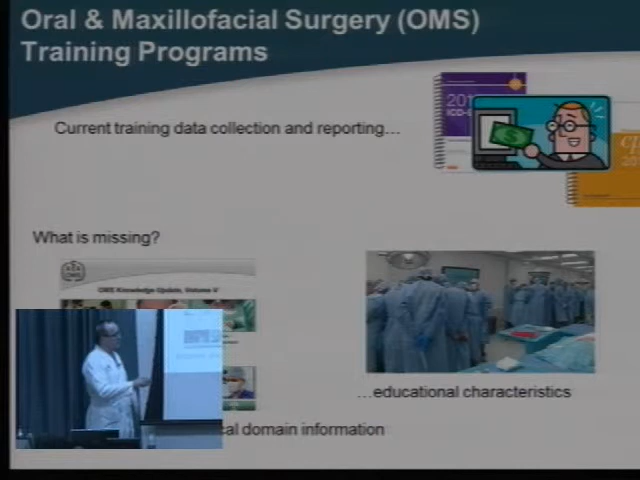 Oral & Maxillofacial Surgery (OMS)
Training Programs
Current training data collection and reporting…
What is missing?
OMS Knowledge Update, Volume V
…educational characteristics
domain information